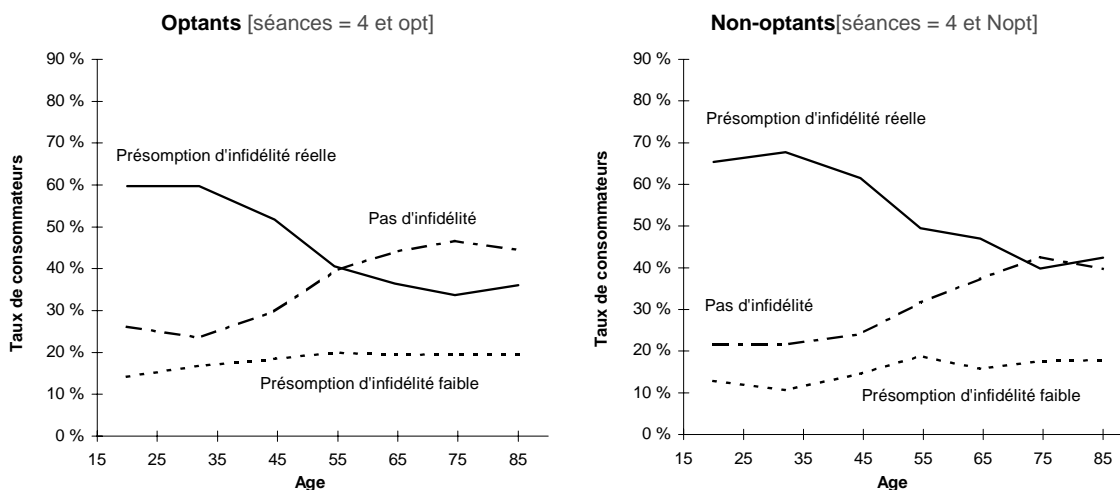 Optants [séances = 4 et opt]
90 %
80 %
70 %
60 %
50 %
40 %
30 %
20 %
10 %
0 %
Taux de consommateurs
Présomption d'infidélité réelle
Pas d'infidélité
Présomption d'infidélité faible
15 25 35 45 55 65 75 85
Age
Non-optants[séances = 4 et Nopt]
90 %
80 %
70 %
60 %
50 %
40 %
30 %
20 %
10 %
0 %
Taux de consommateurs
Présomption d'infidélité réelle
Pas d'infidélité
Présomption d'infidélité faible
15 25 35 45 55 65 75 85
Age